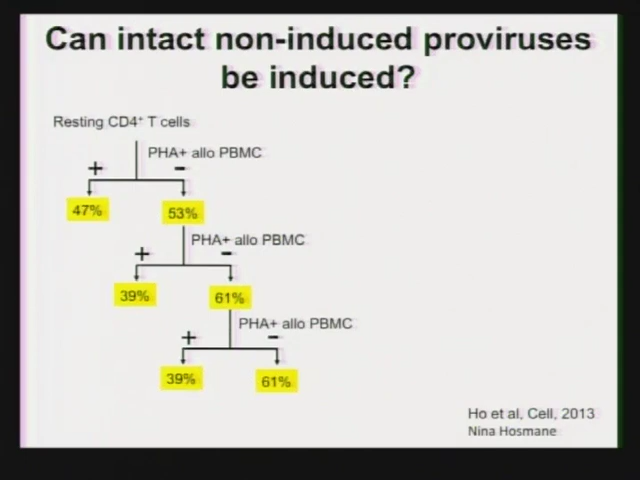 Can intact non-induced proviruses
be induced?
Resting CD4⁺ T cells
+
PHA+ allo PBMC
−
47%
53%
+
PHA+ allo PBMC
−
39%
61%
+
PHA+ allo PBMC
−
39%
61%
Ho et al, Cell, 2013
Nina Hosmane